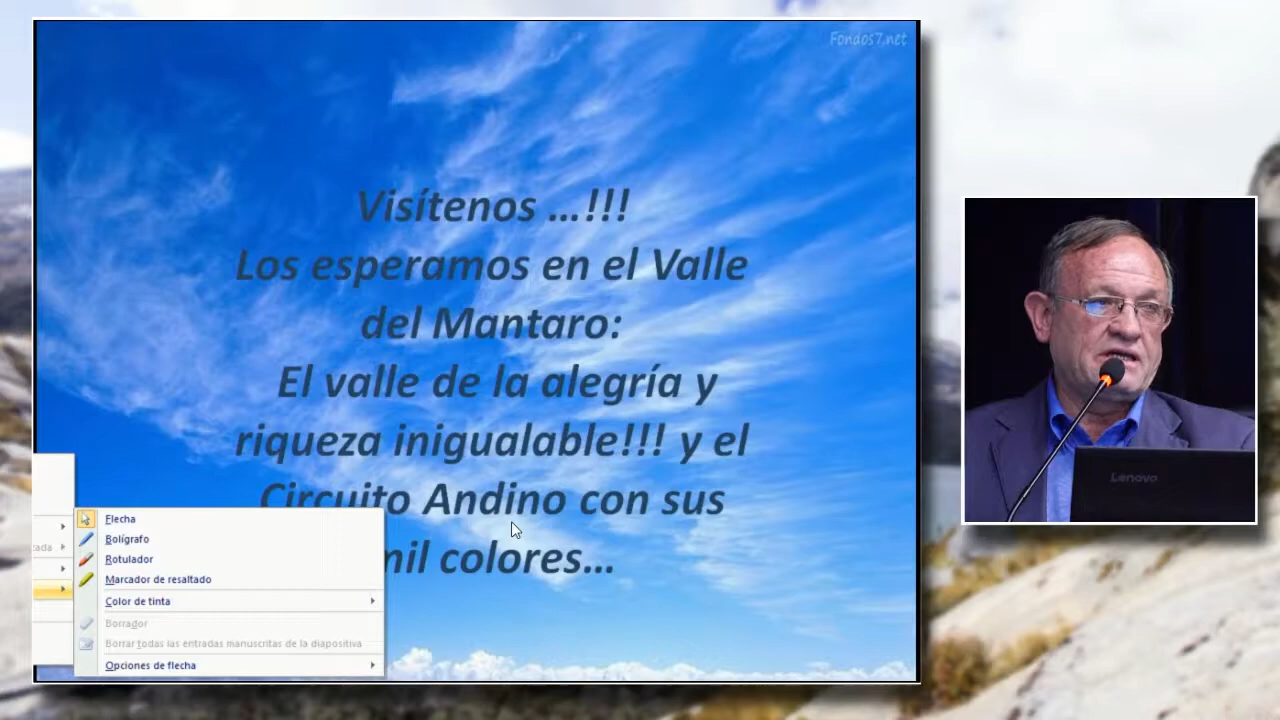 Fondos7.net
Visítenos ...!!!
Los esperamos en el Valle
del Mantaro:
El valle de la alegría y
riqueza inigualable!!! y el
Circuito Andino con sus
mil colores...
Flecha
Bolígrafo
Rotulador
Marcador de resaltado
Color de tinta
Borrador
Borrar todas las entradas manuscritas de la diapositiva
Opciones de flecha
Lenovo